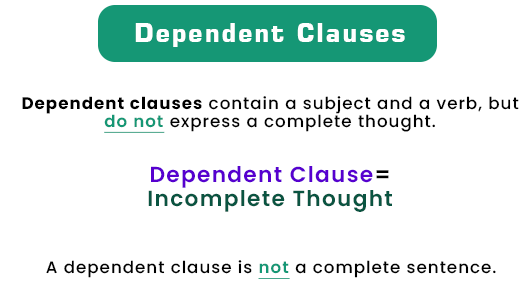 Dependent Clauses
Dependent clauses contain a subject and a verb, but
do not express a complete thought.
Dependent Clause=
Incomplete Thought
A dependent clause is not a complete sentence.